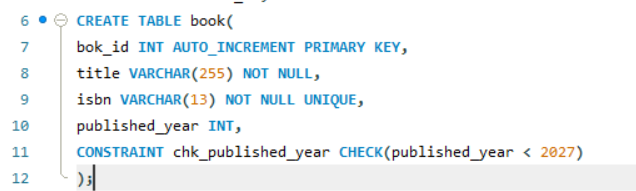 6 CREATE TABLE book(
7 bok_id INT AUTO_INCREMENT PRIMARY KEY,
8 title VARCHAR(255) NOT NULL,
9 isbn VARCHAR(13) NOT NULL UNIQUE,
10 published_year INT,
11 CONSTRAINT chk_published_year CHECK(published_year < 2027)
12 );